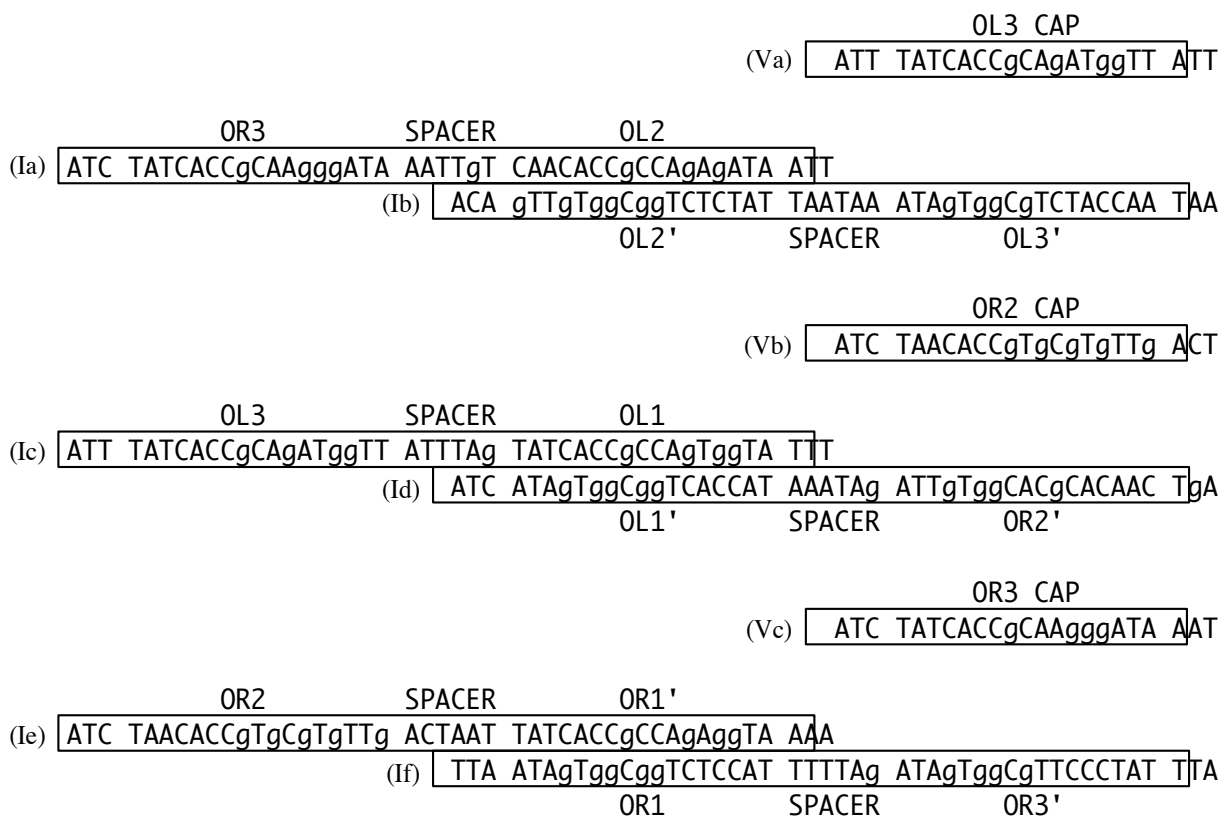 OL3 CAP
(Va) ATT TATCACCgCAgATggTT ATT
OR3 SPACER OL2
(Ia) ATC TATCACCgCAAgggATA AATTgT CAACACCgCCAgAgATA ATT
(Ib) ACA gTTgTggCggTCTCTAT TAATAA ATAgTggCgTCTACCAA TAA
OL2' SPACER OL3'
OR2 CAP
(Vb) ATC TAACACCgTgCgTgTTg ACT
OL3 SPACER OL1
(Ic) ATT TATCACCgCAgATggTT ATTTAg TATCACCgCCAgTggTA TTT
(Id) ATC ATAgTggCggTCACCAT AAATAg ATTgTggCACgCACAAC TgA
OL1' SPACER OR2'
OR3 CAP
(Vc) ATC TATCACCgCAAgggATA AAT
OR2 SPACER OR1'
(Ie) ATC TAACACCgTgCgTgTTg ACTAAT TATCACCgCCAgAggTA AAA
(If) TTA ATAgTggCggTCTCCAT TTTTAg ATAgTggCgTTCCCTAT TTA
OR1 SPACER OR3'